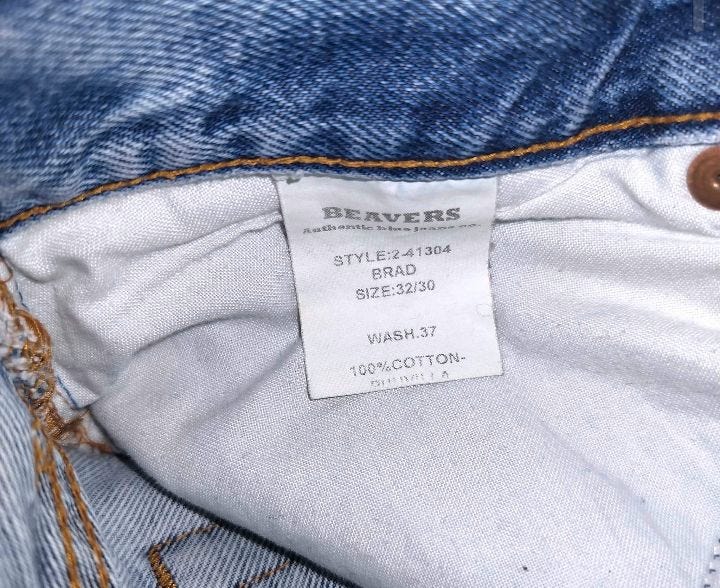 BEAVERS
Authentic blue jeans co.
STYLE:2-41304
BRAD
SIZE:32/30
WASH.37
100%COTTON-